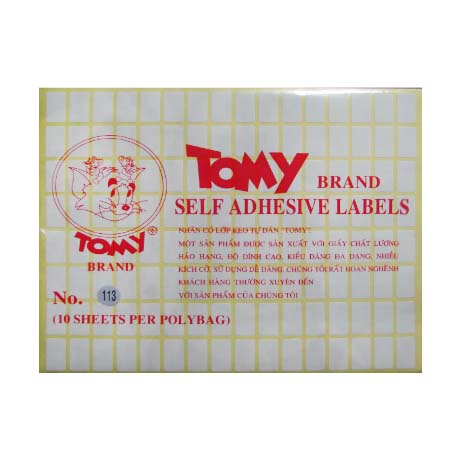 TOMY BRAND
SELF ADHESIVE LABELS
NHÃN CÓ LỚP KEO TỰ DÁN "TOMY":
MỘT SẢN PHẨM ĐƯỢC SẢN XUẤT VỚI GIẤY CHẤT LƯỢNG
HẢO HẠNG, ĐỘ DÍNH CAO, KIỂU DÁNG ĐA DẠNG, NHIỀU
KÍCH CỠ, SỬ DỤNG DỄ DÀNG. CHÚNG TÔI RẤT HOAN NGHÊNH
KHÁCH HÀNG THƯỜNG XUYÊN ĐẾN
VỚI SẢN PHẨM CỦA CHÚNG TÔI
TOMY ®
BRAND
No. 113
(10 SHEETS PER POLYBAG)